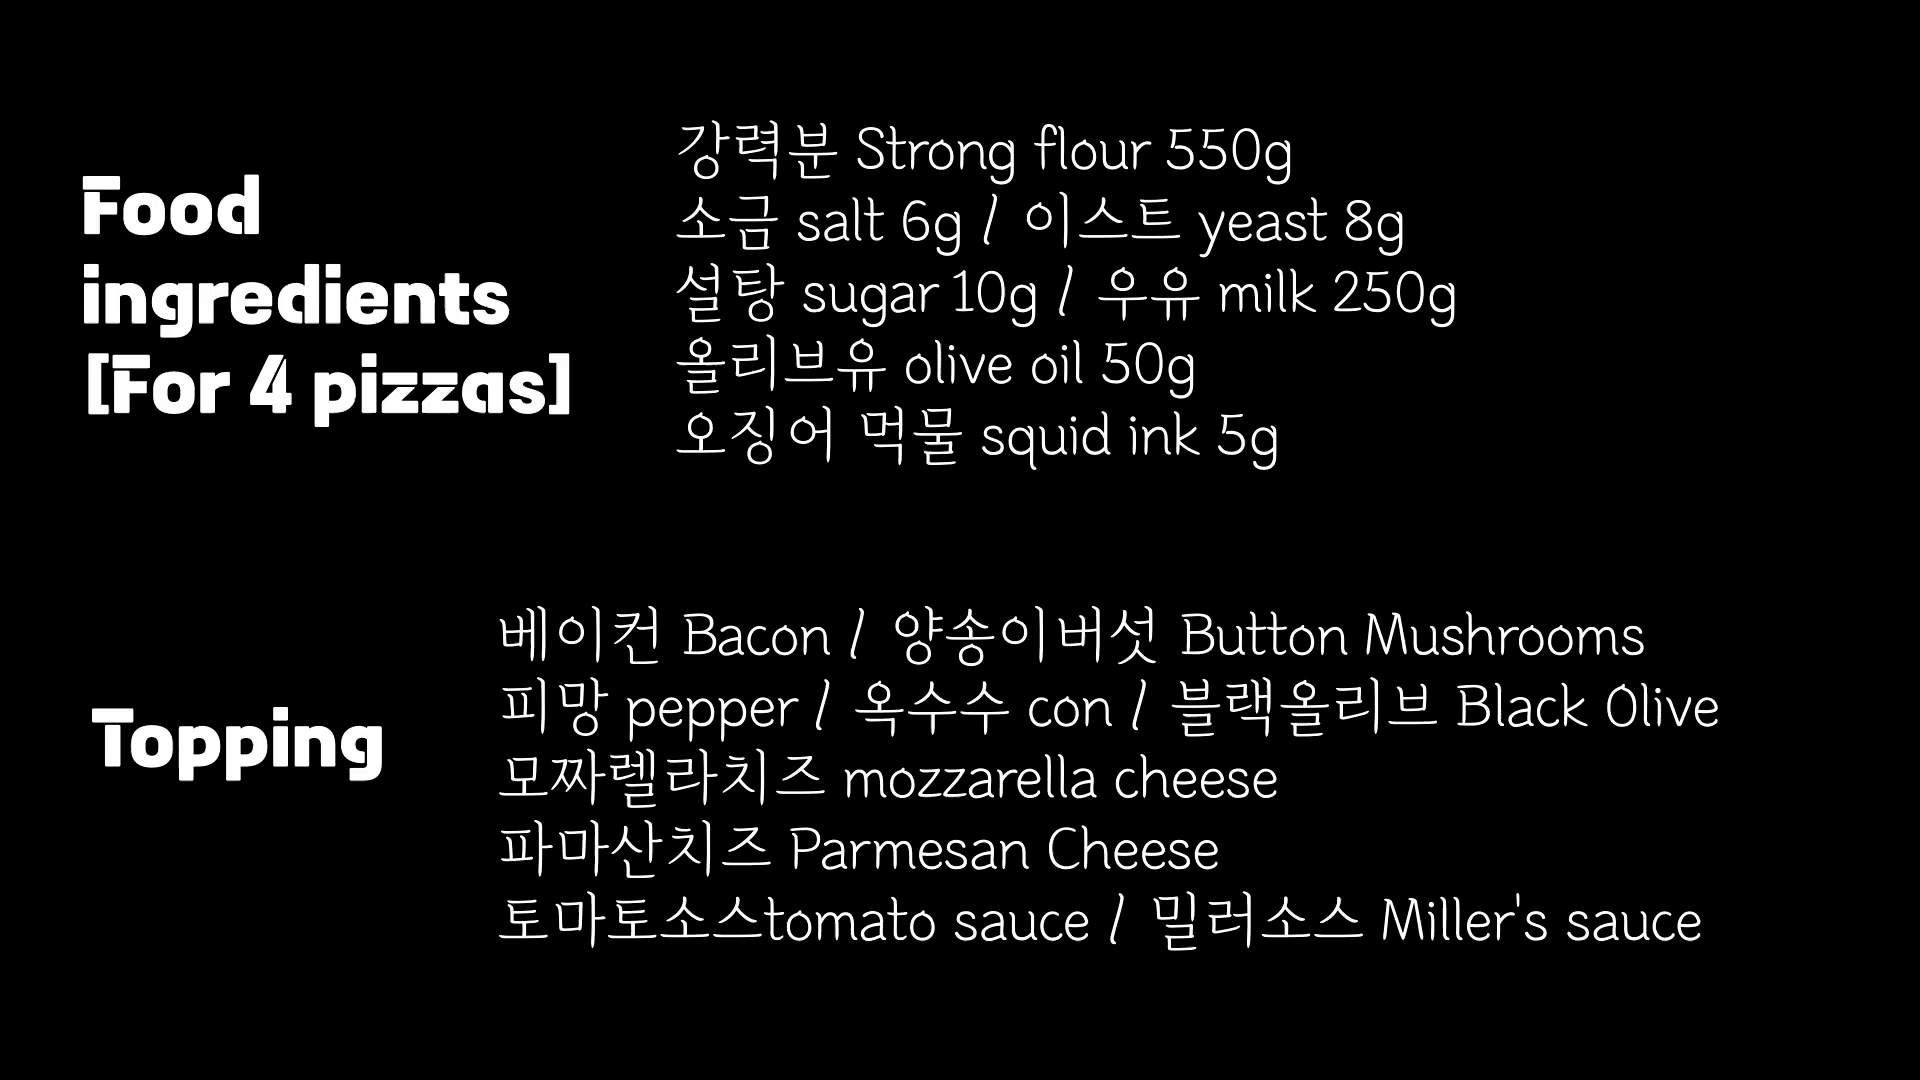 Food
ingredients
[For 4 pizzas]
강력분 Strong flour 550g
소금 salt 6g / 이스트 yeast 8g
설탕 sugar 10g / 우유 milk 250g
올리브유 olive oil 50g
오징어 먹물 squid ink 5g
Topping
베이컨 Bacon / 양송이버섯 Button Mushrooms
피망 pepper / 옥수수 con / 블랙올리브 Black Olive
모짜렐라치즈 mozzarella cheese
파마산치즈 Parmesan Cheese
토마토소스tomato sauce / 밀러소스 Miller's sauce